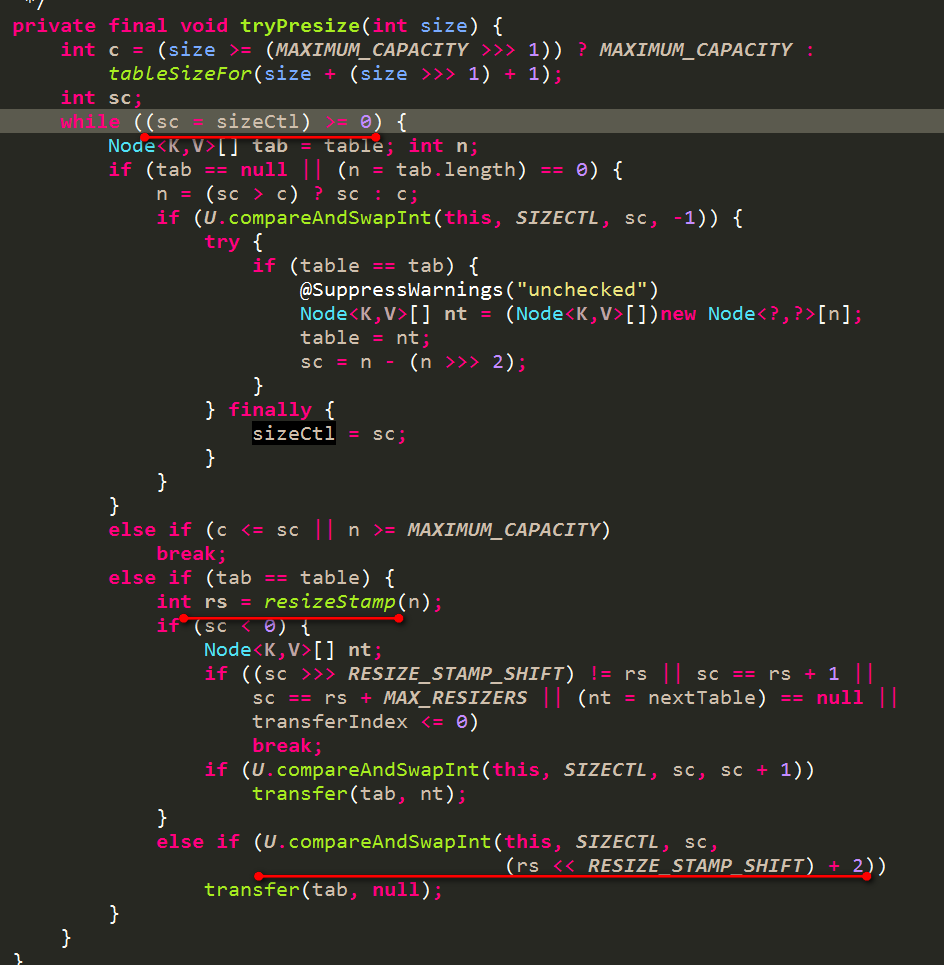 */
private final void tryPresize(int size) {
    int c = (size >= (MAXIMUM_CAPACITY >>> 1)) ? MAXIMUM_CAPACITY :
        tableSizeFor(size + (size >>> 1) + 1);
    int sc;
    while ((sc = sizeCtl) >= 0) {
        Node<K,V>[] tab = table; int n;
        if (tab == null || (n = tab.length) == 0) {
            n = (sc > c) ? sc : c;
            if (U.compareAndSwapInt(this, SIZECTL, sc, -1)) {
                try {
                    if (table == tab) {
                        @SuppressWarnings("unchecked")
                        Node<K,V>[] nt = (Node<K,V>[])new Node<?,?>[n];
                        table = nt;
                        sc = n - (n >>> 2);
                    }
                } finally {
                    sizeCtl = sc;
                }
            }
        }
        else if (c <= sc || n >= MAXIMUM_CAPACITY)
            break;
        else if (tab == table) {
            int rs = resizeStamp(n);
            if (sc < 0) {
                Node<K,V>[] nt;
                if ((sc >>> RESIZE_STAMP_SHIFT) != rs || sc == rs + 1 ||
                    sc == rs + MAX_RESIZERS || (nt = nextTable) == null ||
                    transferIndex <= 0)
                    break;
                if (U.compareAndSwapInt(this, SIZECTL, sc, sc + 1))
                    transfer(tab, nt);
            }
            else if (U.compareAndSwapInt(this, SIZECTL, sc,
                                         (rs << RESIZE_STAMP_SHIFT) + 2))
                transfer(tab, null);
        }
    }
}